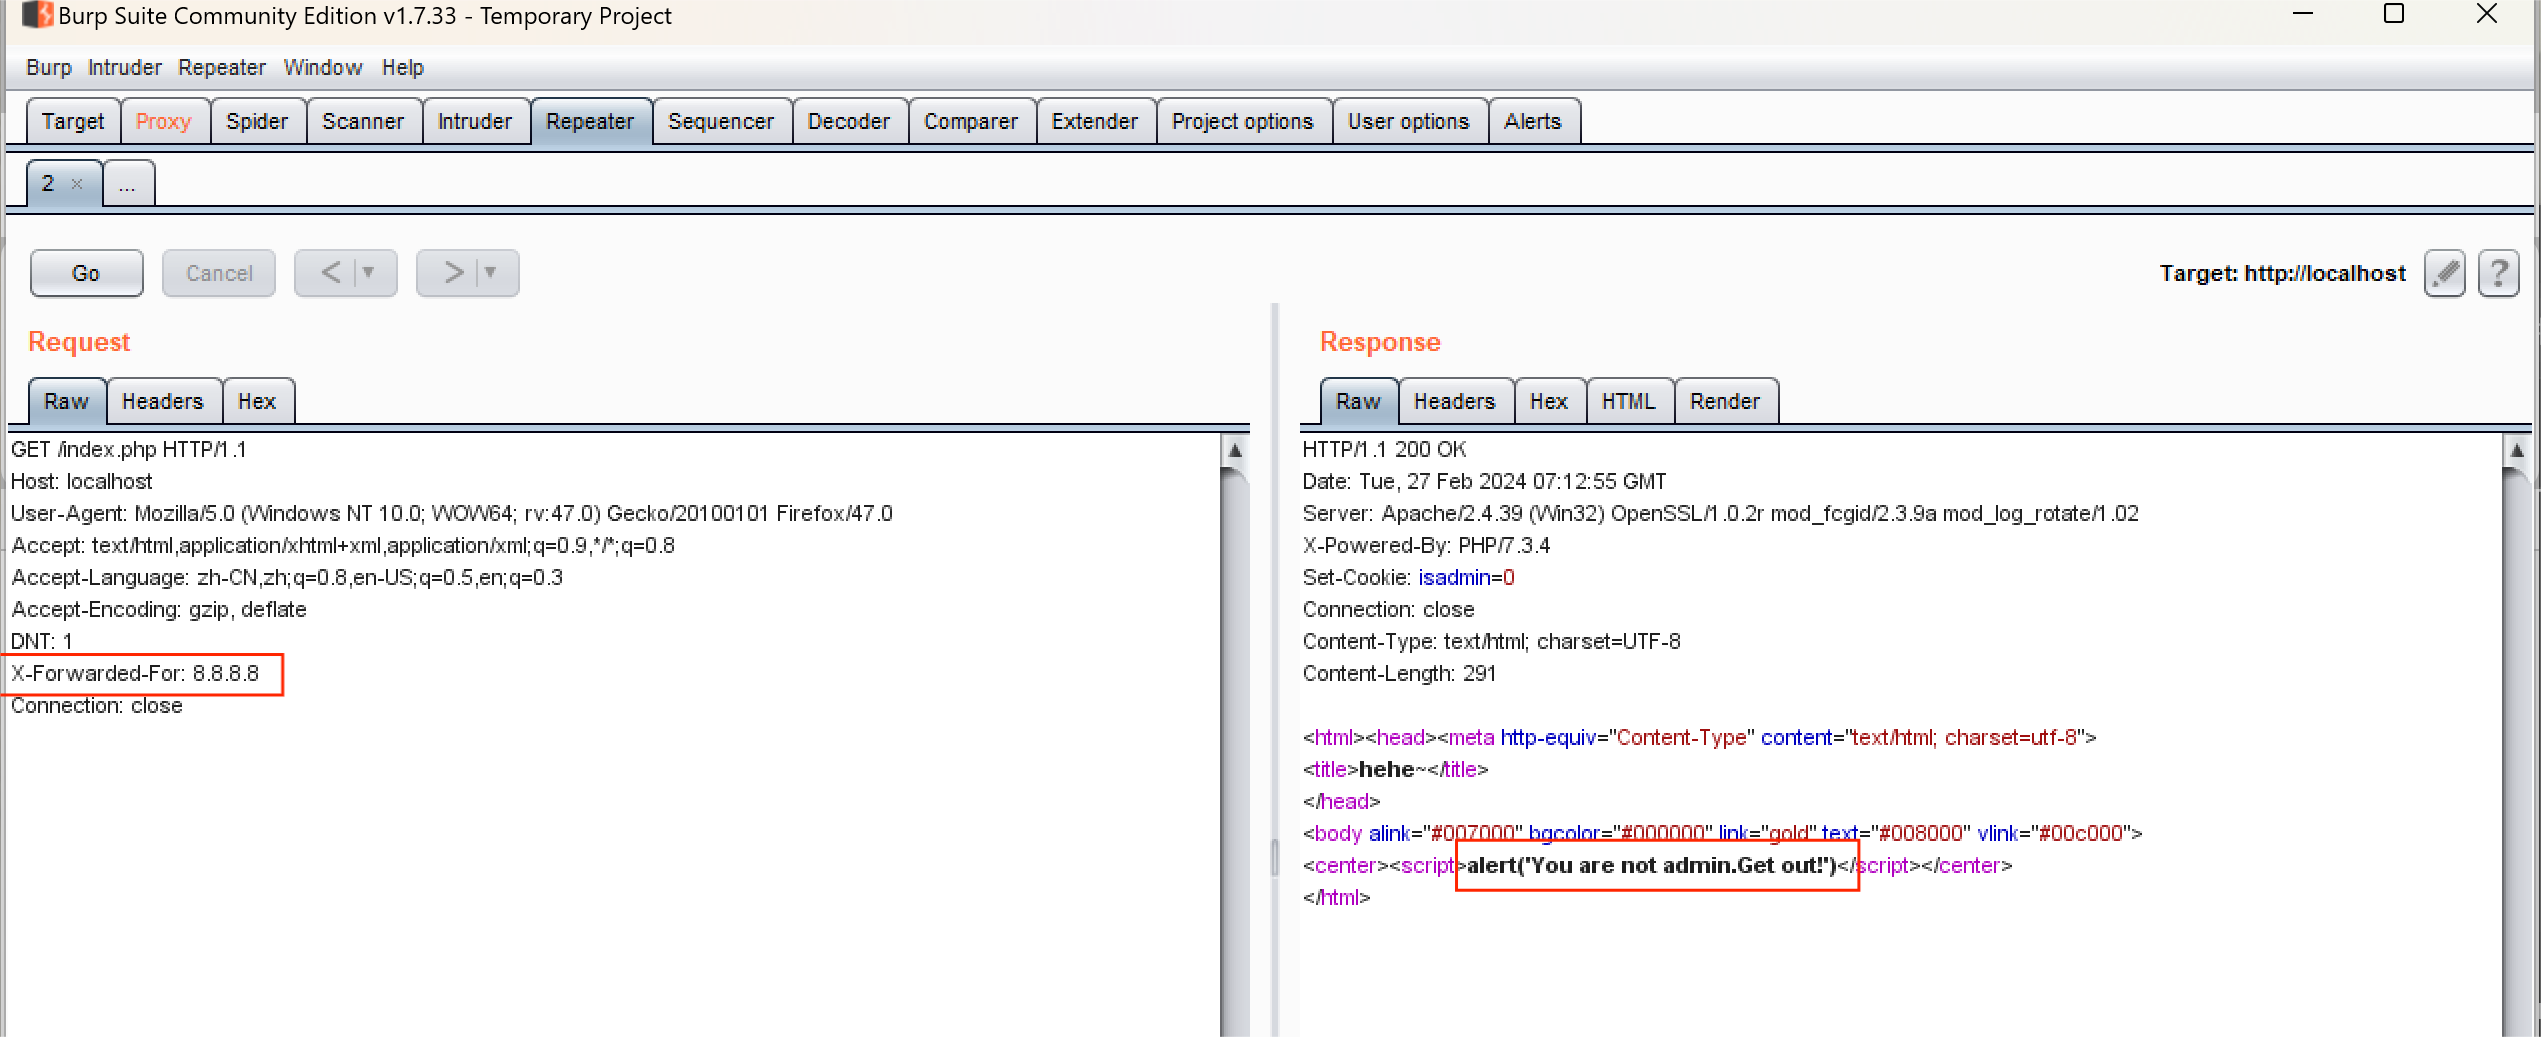 Burp Suite Community Edition v1.7.33 - Temporary Project
Burp Intruder Repeater Window Help
Target Proxy Spider Scanner Intruder Repeater Sequencer Decoder Comparer Extender Project options User options Alerts
2 × ...
Go Cancel < > Target: http://localhost ?
Request
Raw Headers Hex
GET /index.php HTTP/1.1
Host: localhost
User-Agent: Mozilla/5.0 (Windows NT 10.0; WOW64; rv:47.0) Gecko/20100101 Firefox/47.0
Accept: text/html,application/xhtml+xml,application/xml;q=0.9,*/*;q=0.8
Accept-Language: zh-CN,zh;q=0.8,en-US;q=0.5,en;q=0.3
Accept-Encoding: gzip, deflate
DNT: 1
X-Forwarded-For: 8.8.8.8
Connection: close
Response
Raw Headers Hex HTML Render
HTTP/1.1 200 OK
Date: Tue, 27 Feb 2024 07:12:55 GMT
Server: Apache/2.4.39 (Win32) OpenSSL/1.0.2r mod_fcgid/2.3.9a mod_log_rotate/1.02
X-Powered-By: PHP/7.3.4
Set-Cookie: isadmin=0
Connection: close
Content-Type: text/html; charset=UTF-8
Content-Length: 291
<html><head><meta http-equiv="Content-Type" content="text/html; charset=utf-8">
<title>hehe~</title>
</head>
<body alink="#007000" bgcolor="#000000" link="gold" text="#008000" vlink="#00c000">
<center><script>alert('You are not admin.Get out!')</script></center>
</html>